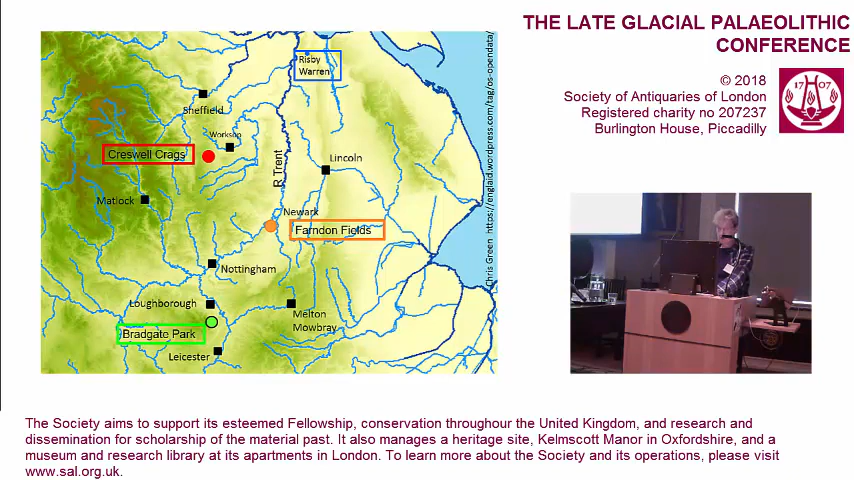 THE LATE GLACIAL PALAEOLITHIC
CONFERENCE
© 2018
Society of Antiquaries of London
Registered charity no 207237
Burlington House, Piccadilly
17 07
Risby
Warren
Sheffield
Worksop
Creswell Crags
R Trent
Lincoln
Matlock
Newark
Farndon Fields
Nottingham
Loughborough
Melton
Mowbray
Bradgate Park
Leicester
Chris Green https://englaid.wordpress.com/tag/os-opendata/
The Society aims to support its esteemed Fellowship, conservation throughour the United Kingdom, and research and
dissemination for scholarship of the material past. It also manages a heritage site, Kelmscott Manor in Oxfordshire, and a
museum and research library at its apartments in London. To learn more about the Society and its operations, please visit
www.sal.org.uk.